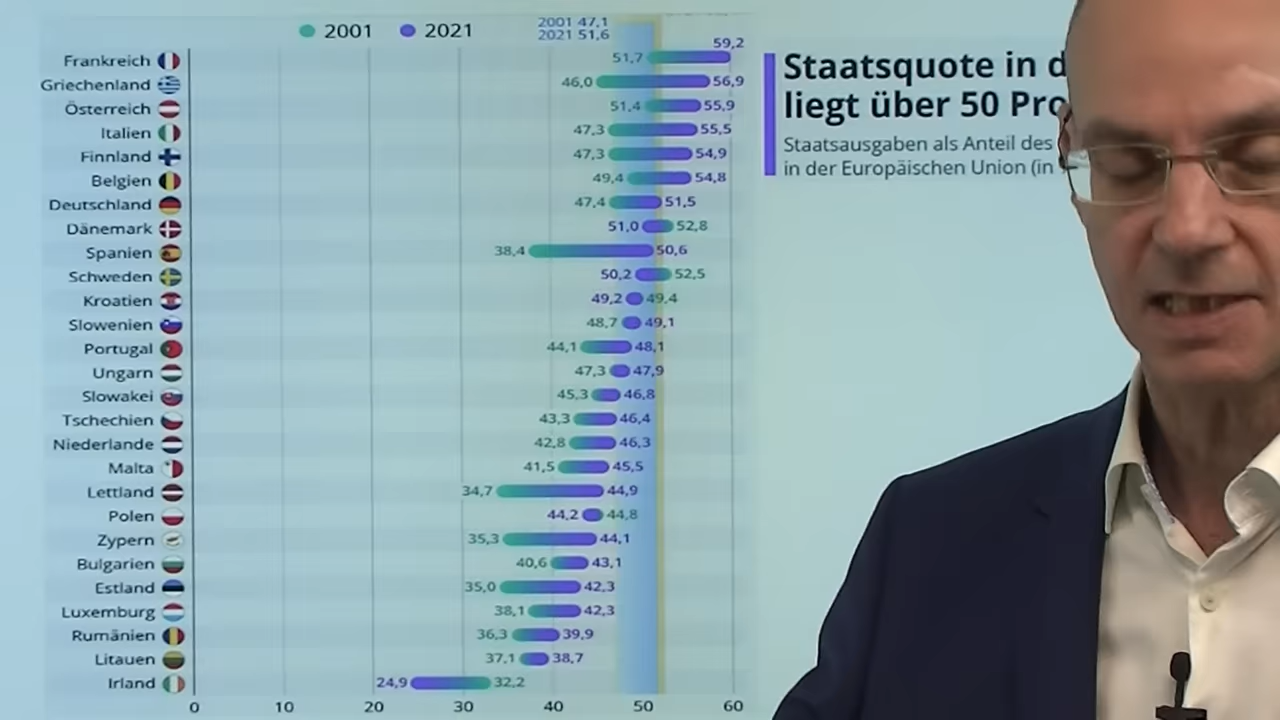 2001 2021
2001 47,1
2021 51,6
Frankreich 51,7 59,2
Griechenland 46,0 56,9
Österreich 51,4 55,9
Italien 47,3 55,5
Finnland 47,3 54,9
Belgien 49,4 54,8
Deutschland 47,4 51,5
Dänemark 51,0 52,8
Spanien 38,4 50,6
Schweden 50,2 52,5
Kroatien 49,2 49,4
Slowenien 48,7 49,1
Portugal 44,1 48,1
Ungarn 47,3 47,9
Slowakei 45,3 46,8
Tschechien 43,3 46,4
Niederlande 42,8 46,3
Malta 41,5 45,5
Lettland 34,7 44,9
Polen 44,2 44,8
Zypern 35,3 44,1
Bulgarien 40,6 43,1
Estland 35,0 42,3
Luxemburg 38,1 42,3
Rumänien 36,3 39,9
Litauen 37,1 38,7
Irland 24,9 32,2
0 10 20 30 40 50 60
Staatsquote in d
liegt über 50 Pro
Staatsausgaben als Anteil des
in der Europäischen Union (in